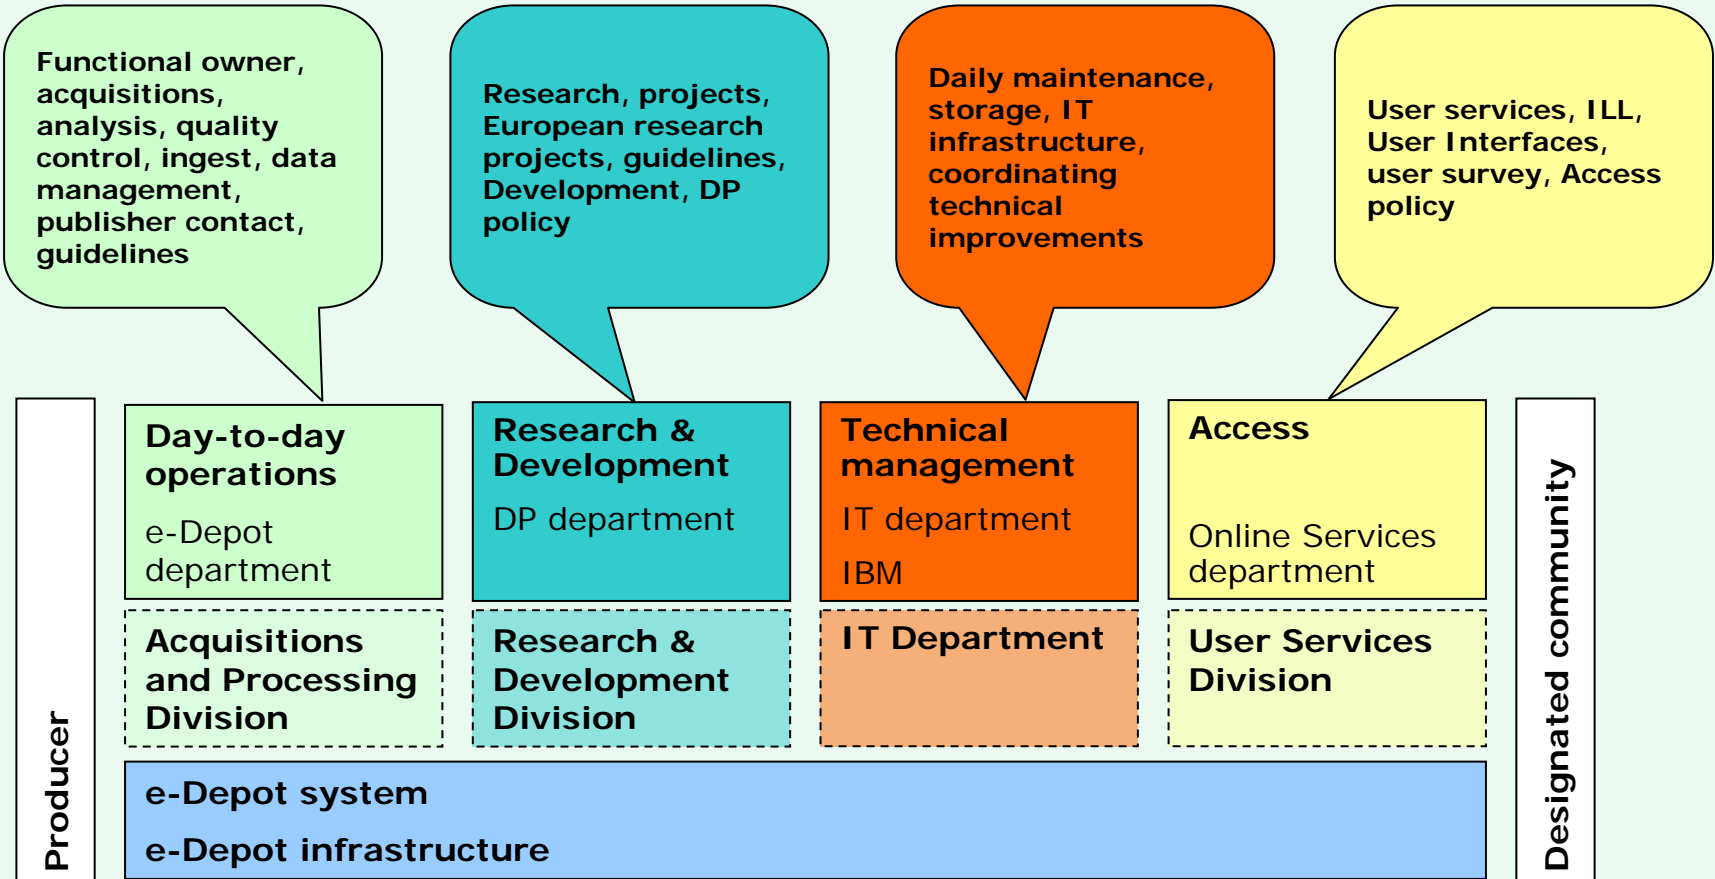 Functional owner,
acquisitions,
analysis, quality
control, ingest, data
management,
publisher contact,
guidelines
Research, projects,
European research
projects, guidelines,
Development, DP
policy
Daily maintenance,
storage, IT
infrastructure,
coordinating
technical
improvements
User services, ILL,
User Interfaces,
user survey, Access
policy
Producer
Day-to-day
operations
e-Depot
department
Research &
Development
DP department
Technical
management
IT department
IBM
Access
Online Services
department
Acquisitions
and Processing
Division
Research &
Development
Division
IT Department
User Services
Division
e-Depot system
e-Depot infrastructure
Designated community